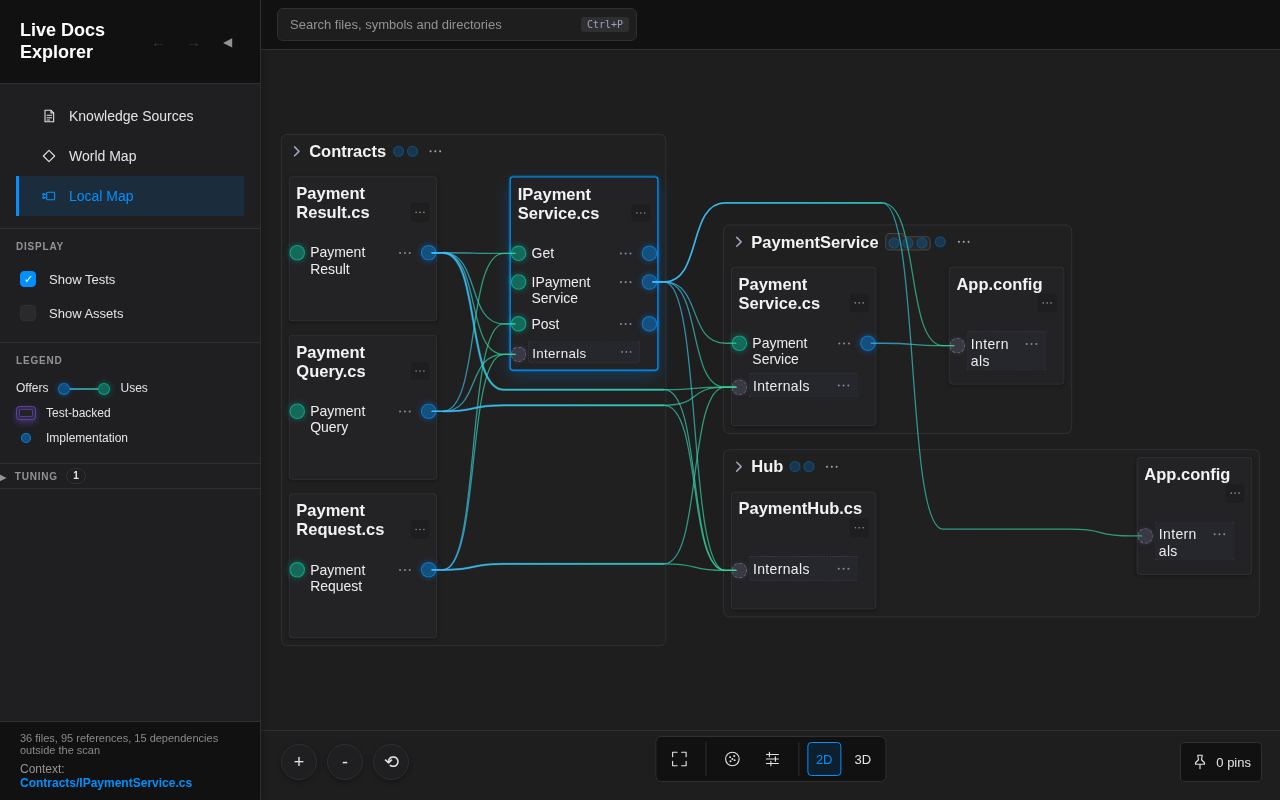 Live Docs
Explorer
Search files, symbols and directories
Ctrl+P
Knowledge Sources
World Map
Local Map
DISPLAY
Show Tests
Show Assets
LEGEND
Offers
Uses
Test-backed
Implementation
TUNING
1
36 files, 95 references, 15 dependencies
outside the scan
Context:
Contracts/IPaymentService.cs
Contracts
Payment
Result.cs
Payment
Result
Payment
Query.cs
Payment
Query
Payment
Request.cs
Payment
Request
IPayment
Service.cs
Get
IPayment
Service
Post
Internals
PaymentService
Payment
Service.cs
Payment
Service
Internals
App.config
Intern
als
Hub
PaymentHub.cs
Internals
App.config
Intern
als
+
-
2D
3D
0 pins